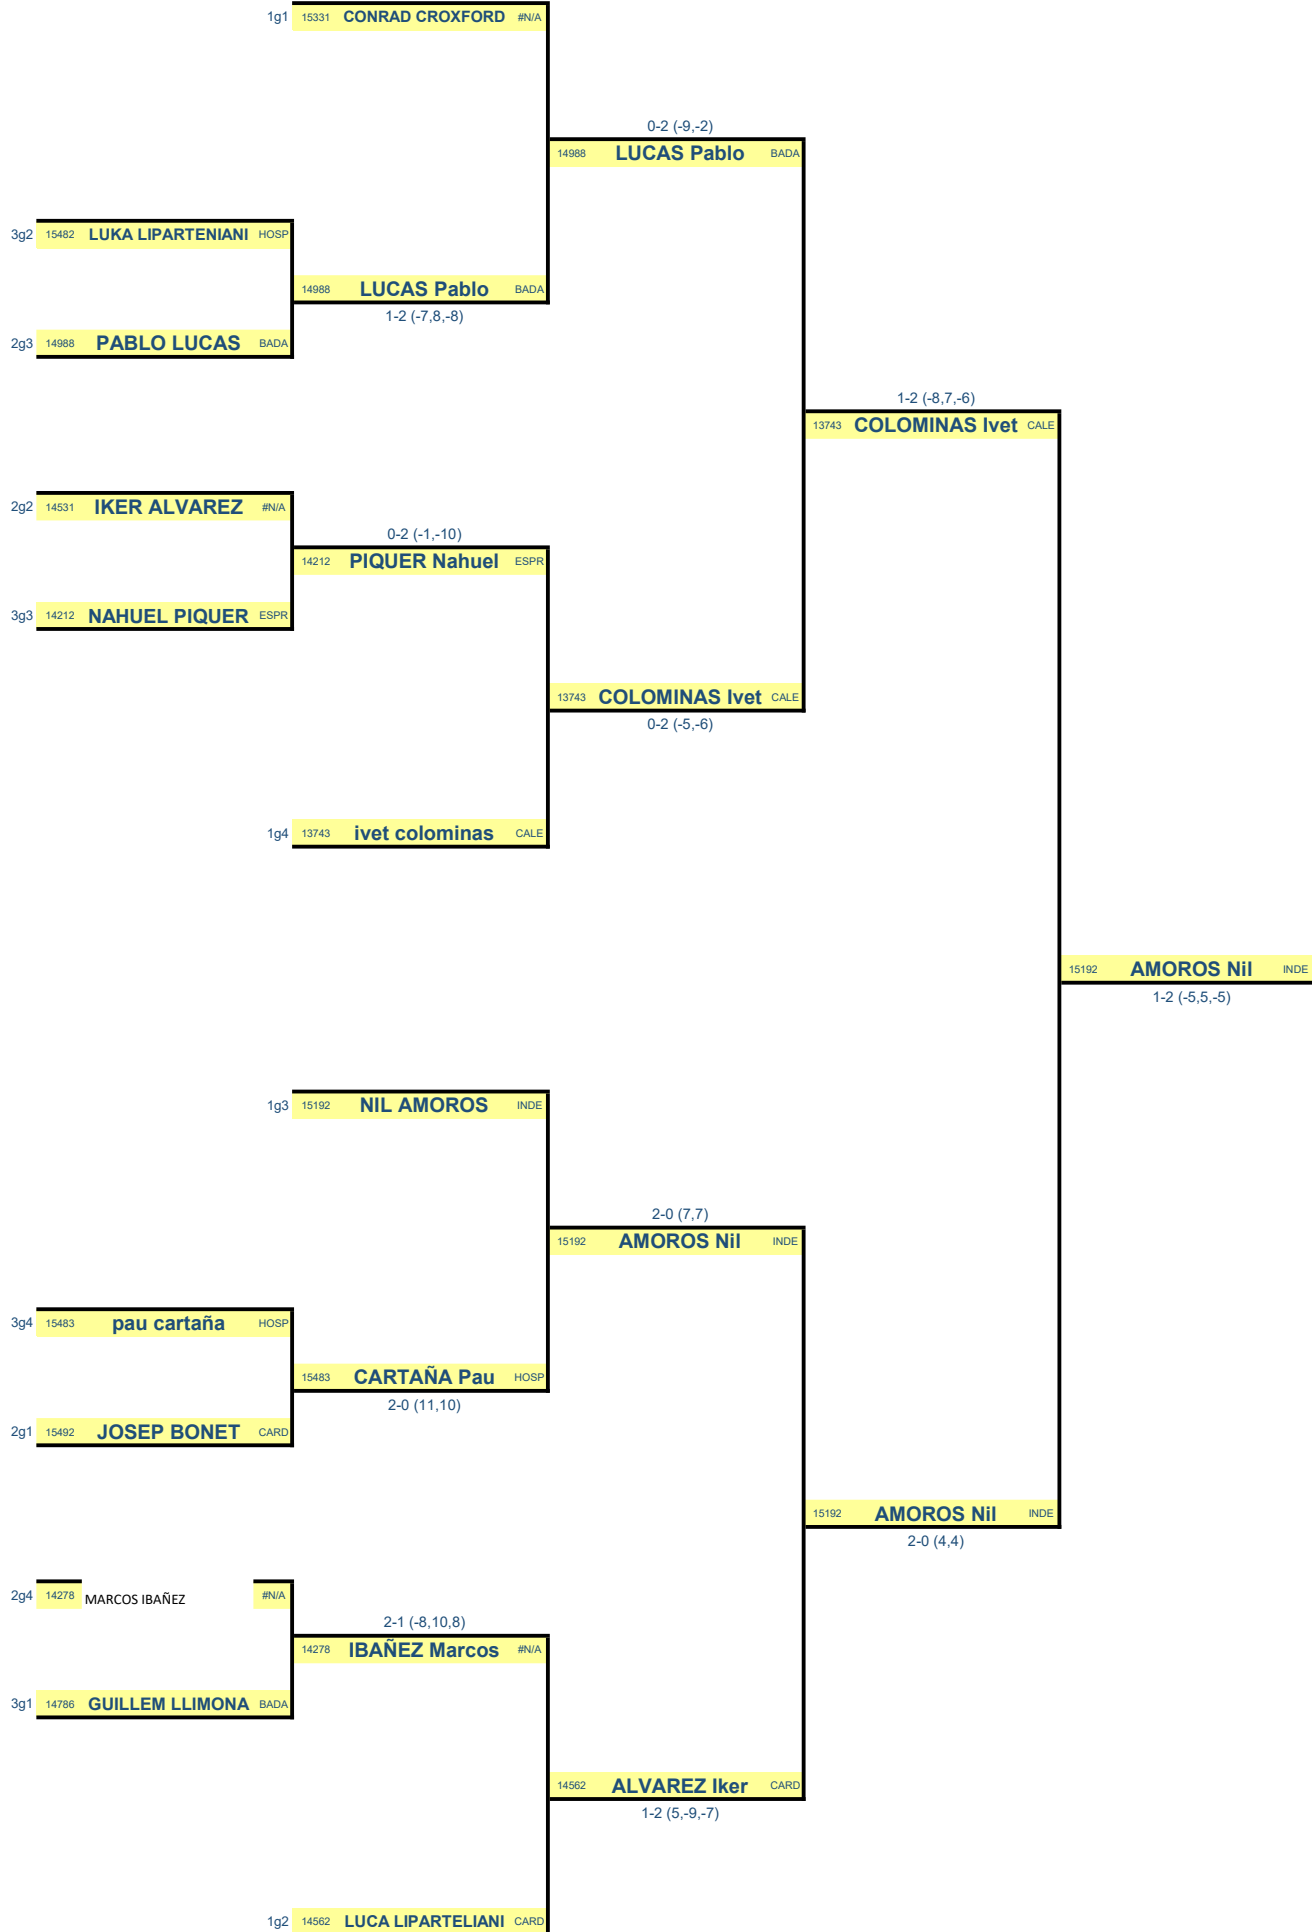 1g1 15331 CONRAD CROXFORD #N/A
0-2 (-9,-2)
14988 LUCAS Pablo BADA
3g2 15482 LUKA LIPARTENIANI HOSP
14988 LUCAS Pablo BADA
1-2 (-7,8,-8)
2g3 14988 PABLO LUCAS BADA
1-2 (-8,7,-6)
13743 COLOMINAS Ivet CALE
2g2 14531 IKER ALVAREZ #N/A
0-2 (-1,-10)
14212 PIQUER Nahuel ESPR
3g3 14212 NAHUEL PIQUER ESPR
13743 COLOMINAS Ivet CALE
0-2 (-5,-6)
1g4 13743 ivet colominas CALE
15192 AMOROS Nil INDE
1-2 (-5,5,-5)
1g3 15192 NIL AMOROS INDE
2-0 (7,7)
15192 AMOROS Nil INDE
3g4 15483 pau cartaña HOSP
15483 CARTAÑA Pau HOSP
2-0 (11,10)
2g1 15492 JOSEP BONET CARD
15192 AMOROS Nil INDE
2-0 (4,4)
2g4 14278 MARCOS IBAÑEZ #N/A
2-1 (-8,10,8)
14278 IBAÑEZ Marcos #N/A
3g1 14786 GUILLEM LLIMONA BADA
14562 ALVAREZ Iker CARD
1-2 (5,-9,-7)
1g2 14562 LUCA LIPARTELIANI CARD